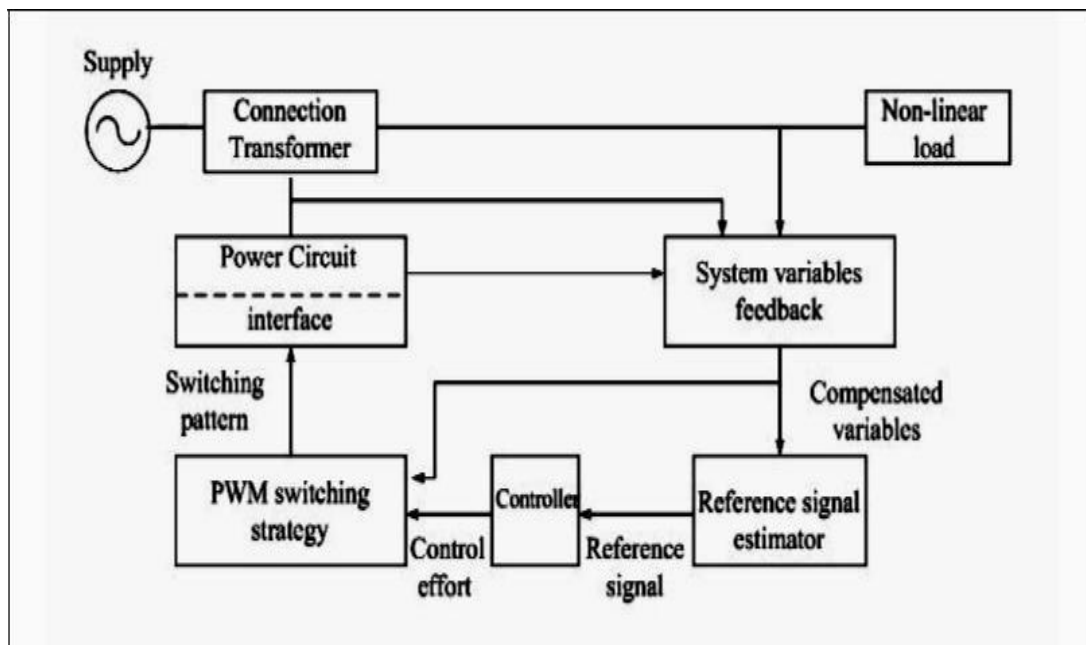 Supply
Connection
Transformer
Non-linear
load
Power Circuit
interface
System variables
feedback
Switching
pattern
Compensated
variables
PWM switching
strategy
Controller
Reference signal
estimator
Control
effort
Reference
signal